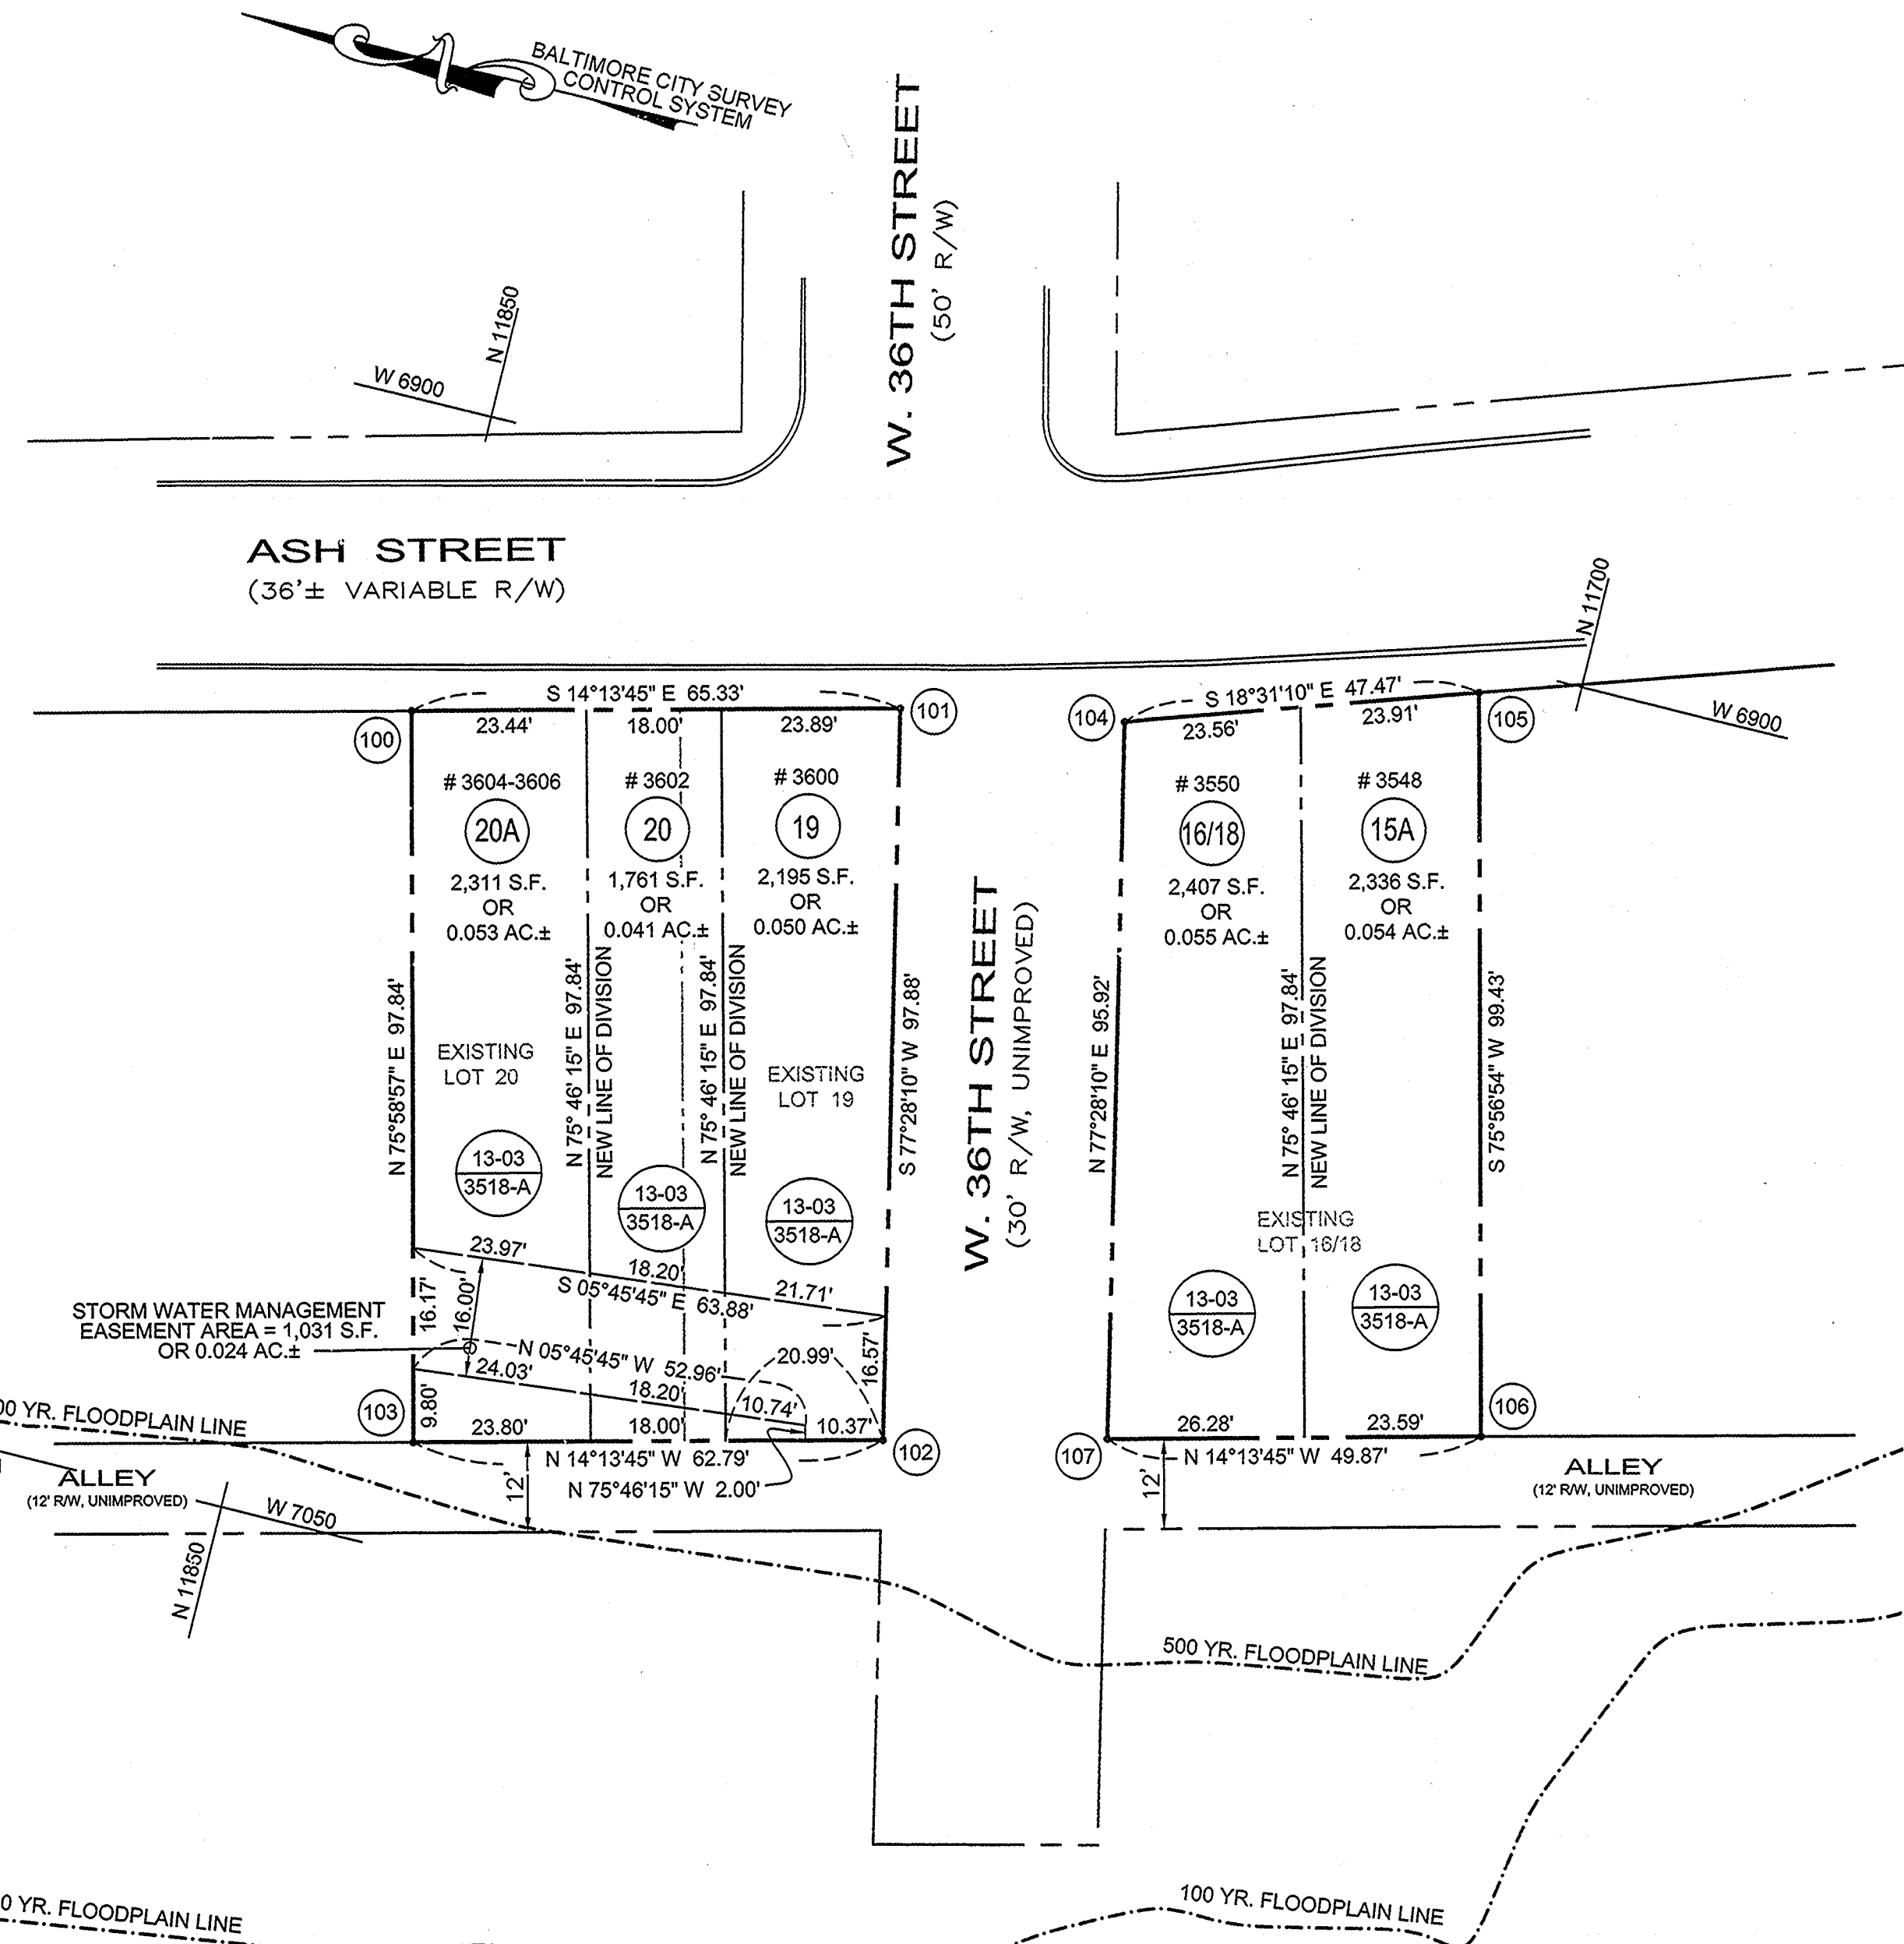 BALTIMORE CITY SURVEY
CONTROL SYSTEM
W. 36TH STREET
(50' R/W)
N 11850
W 6900
ASH STREET
(36'± VARIABLE R/W)
N 11700
W 6900
S 14°13'45" E 65.33'
S 18°31'10" E 47.47'
100
101
104
105
23.44'
18.00'
23.89'
23.56'
23.91'
# 3604-3606
20A
2,311 S.F.
OR
0.053 AC.±
# 3602
20
1,761 S.F.
OR
0.041 AC.±
# 3600
19
2,195 S.F.
OR
0.050 AC.±
# 3550
16/18
2,407 S.F.
OR
0.055 AC.±
# 3548
15A
2,336 S.F.
OR
0.054 AC.±
N 75°58'57" E 97.84'
N 75° 46' 15" E 97.84'
NEW LINE OF DIVISION
N 75° 46' 15" E 97.84'
NEW LINE OF DIVISION
S 77°28'10" W 97.88'
W. 36TH STREET
(30' R/W, UNIMPROVED)
N 77°28'10" E 95.92'
N 75° 46' 15" E 97.84'
NEW LINE OF DIVISION
S 75°56'54" W 99.43'
EXISTING
LOT 20
EXISTING
LOT 19
EXISTING
LOT 16/18
13-03
3518-A
13-03
3518-A
13-03
3518-A
13-03
3518-A
13-03
3518-A
23.97'
18.20'
21.71'
S 05°45'45" E 63.88'
16.17'
16.00'
STORM WATER MANAGEMENT
EASEMENT AREA = 1,031 S.F.
OR 0.024 AC.±
N 05°45'45" W 52.96'
20.99'
16.57'
24.03'
18.20'
10.74'
10.37'
9.80'
103
23.80'
18.00'
102
N 14°13'45" W 62.79'
N 75°46'15" W 2.00'
12'
26.28'
23.59'
106
107
N 14°13'45" W 49.87'
12'
00 YR. FLOODPLAIN LINE
ALLEY
(12' R/W, UNIMPROVED)
ALLEY
(12' R/W, UNIMPROVED)
W 7050
N 11850
500 YR. FLOODPLAIN LINE
100 YR. FLOODPLAIN LINE
0 YR. FLOODPLAIN LINE